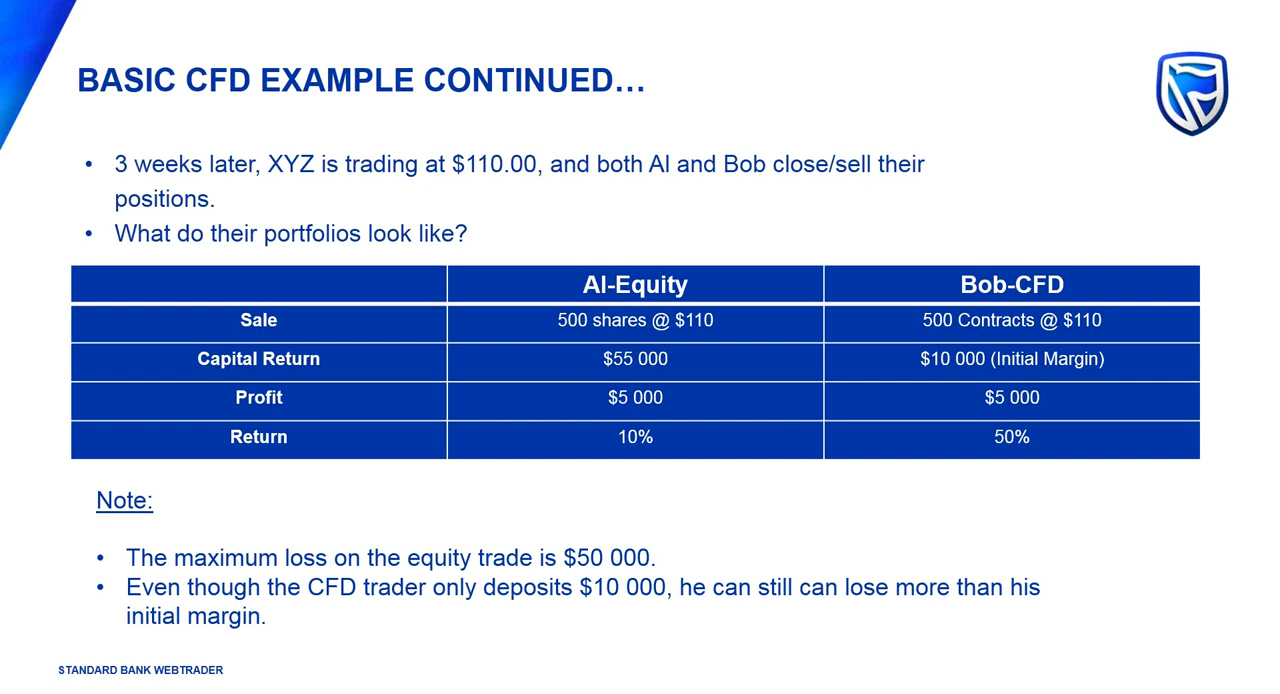 BASIC CFD EXAMPLE CONTINUED…
• 3 weeks later, XYZ is trading at $110.00, and both Al and Bob close/sell their
positions.
• What do their portfolios look like?
Al-Equity Bob-CFD
Sale 500 shares @ $110 500 Contracts @ $110
Capital Return $55 000 $10 000 (Initial Margin)
Profit $5 000 $5 000
Return 10% 50%
Note:
• The maximum loss on the equity trade is $50 000.
• Even though the CFD trader only deposits $10 000, he can still can lose more than his
initial margin.
STANDARD BANK WEBTRADER